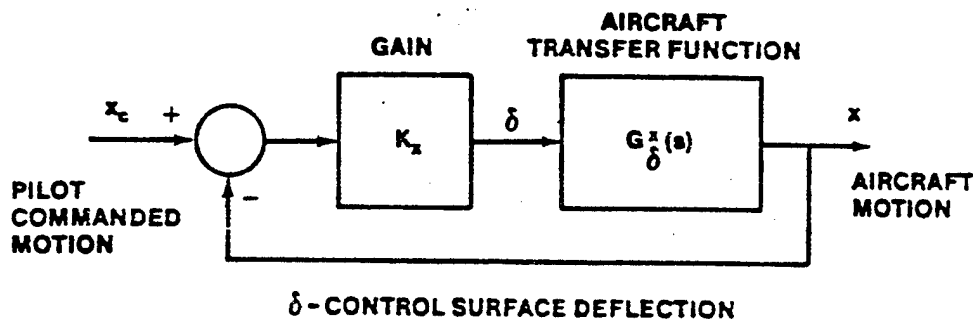 AIRCRAFT
TRANSFER FUNCTION
GAIN
x_c +
K_x
δ
G^x_δ(s)
x
−
PILOT
COMMANDED
MOTION
AIRCRAFT
MOTION
δ - CONTROL SURFACE DEFLECTION